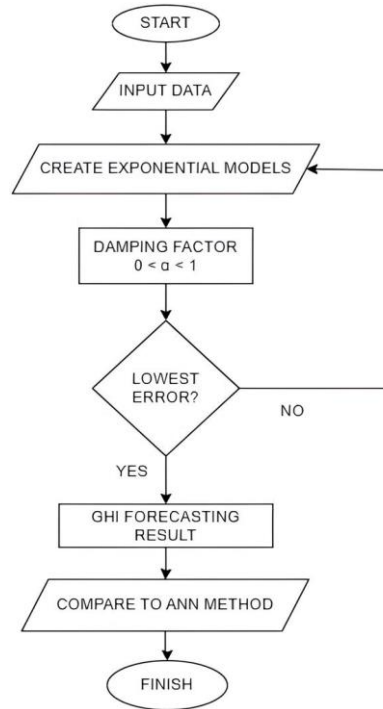 START
INPUT DATA
CREATE EXPONENTIAL MODELS
DAMPING FACTOR
0 < α < 1
LOWEST
ERROR?
NO
YES
GHI FORECASTING
RESULT
COMPARE TO ANN METHOD
FINISH